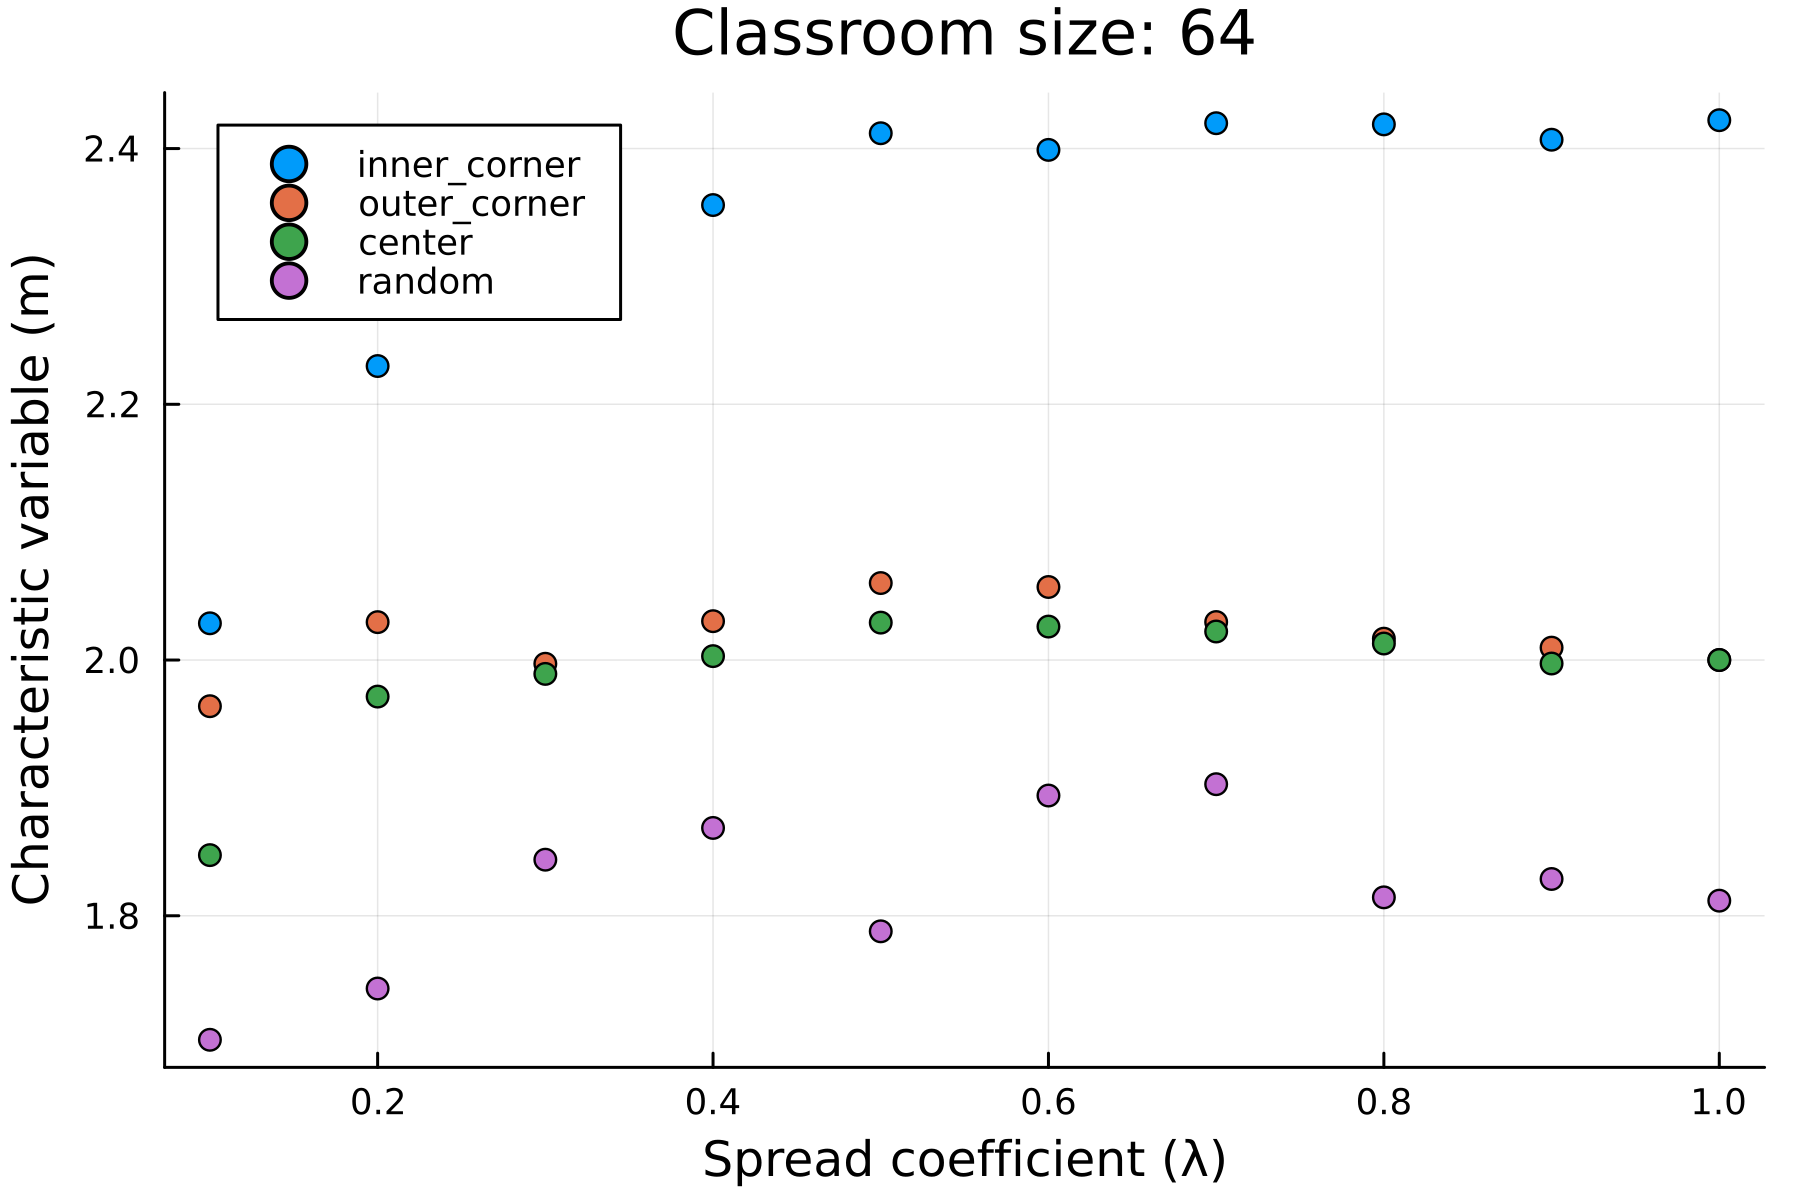 Classroom size: 64
inner_corner
outer_corner
center
random
Characteristic variable (m)
2.4
2.2
2.0
1.8
0.2 0.4 0.6 0.8 1.0
Spread coefficient (λ)